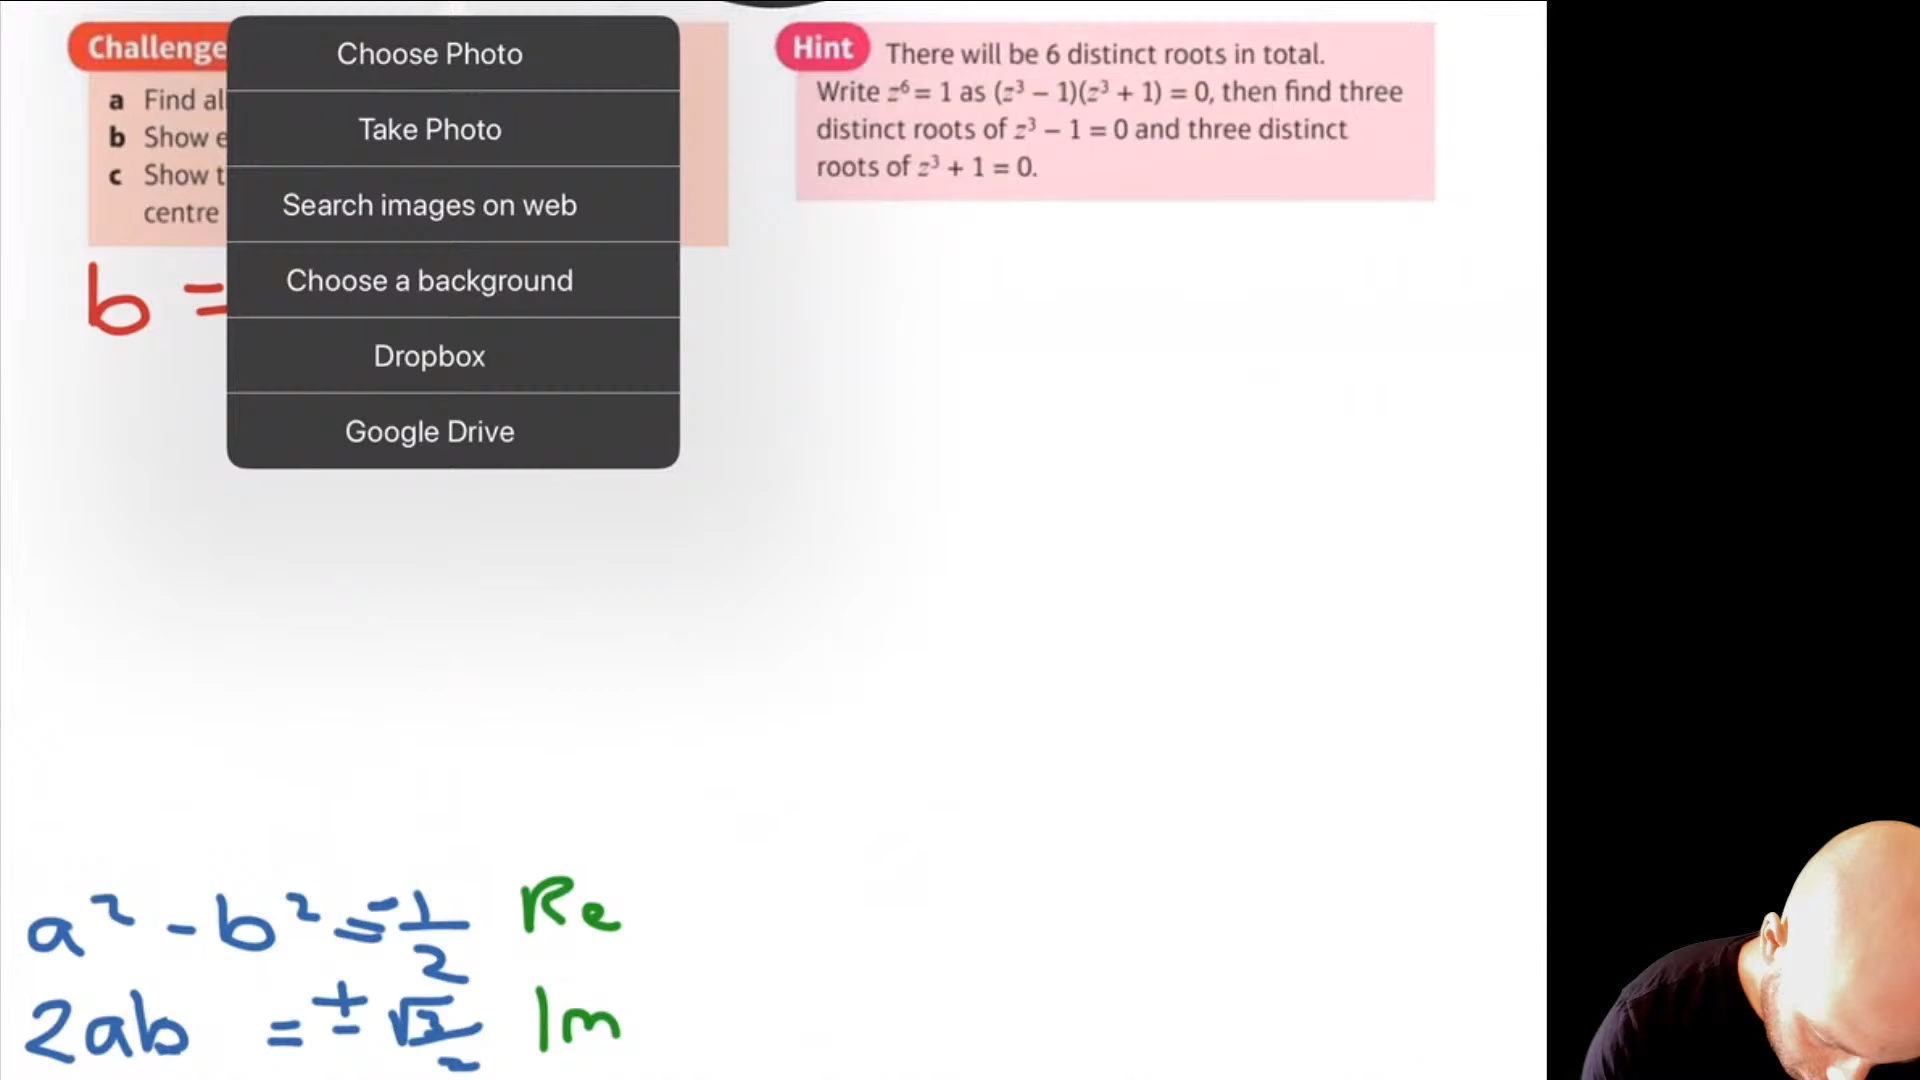 Challenge
a Find al
b Show e
c Show t
centre
Choose Photo
Take Photo
Search images on web
Choose a background
Dropbox
Google Drive
Hint There will be 6 distinct roots in total.
Write z⁶ = 1 as (z³ − 1)(z³ + 1) = 0, then find three
distinct roots of z³ − 1 = 0 and three distinct
roots of z³ + 1 = 0.
b =
a² - b² = -1/2 Re
2ab = ± √3/2 Im